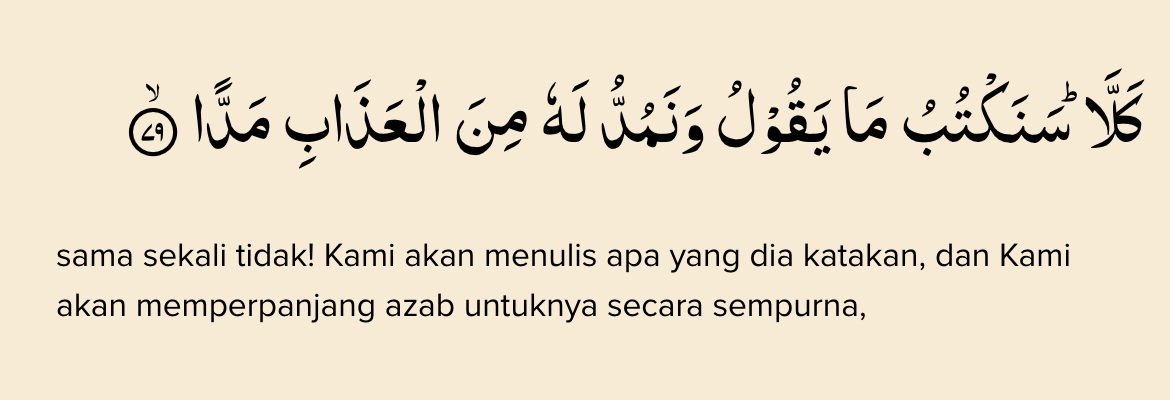 كَلَّاۗ سَنَكْتُبُ مَا يَقُوْلُ وَنَمُدُّ لَهٗ مِنَ الْعَذَابِ مَدًّا ۙ ٧٩
sama sekali tidak! Kami akan menulis apa yang dia katakan, dan Kami
akan memperpanjang azab untuknya secara sempurna,